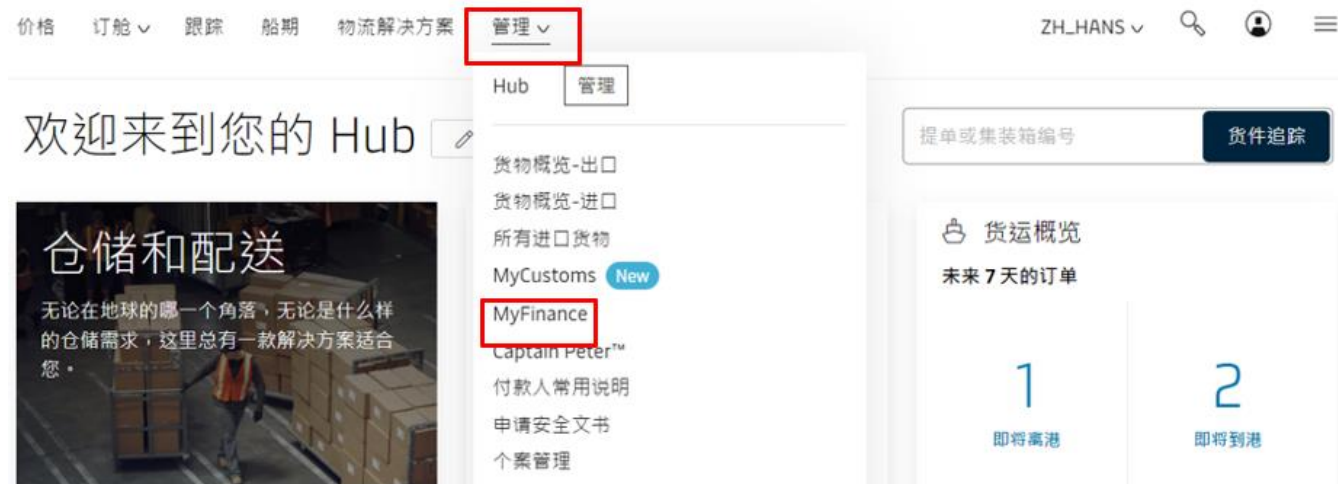 价格 订舱 跟踪 船期 物流解决方案 管理 ZH_HANS
Hub 管理
欢迎来到您的 Hub
提单或集装箱编号 货件追踪
货物概览-出口
货物概览-进口
所有进口货物
MyCustoms New
MyFinance
Captain Peter™
付款人常用说明
申请安全文书
个案管理
仓储和配送
无论在地球的哪一个角落，无论是什么样
的仓储需求，这里总有一款解决方案适合
您。
货运概览
未来 7 天的订单
1 2
即将离港 即将到港